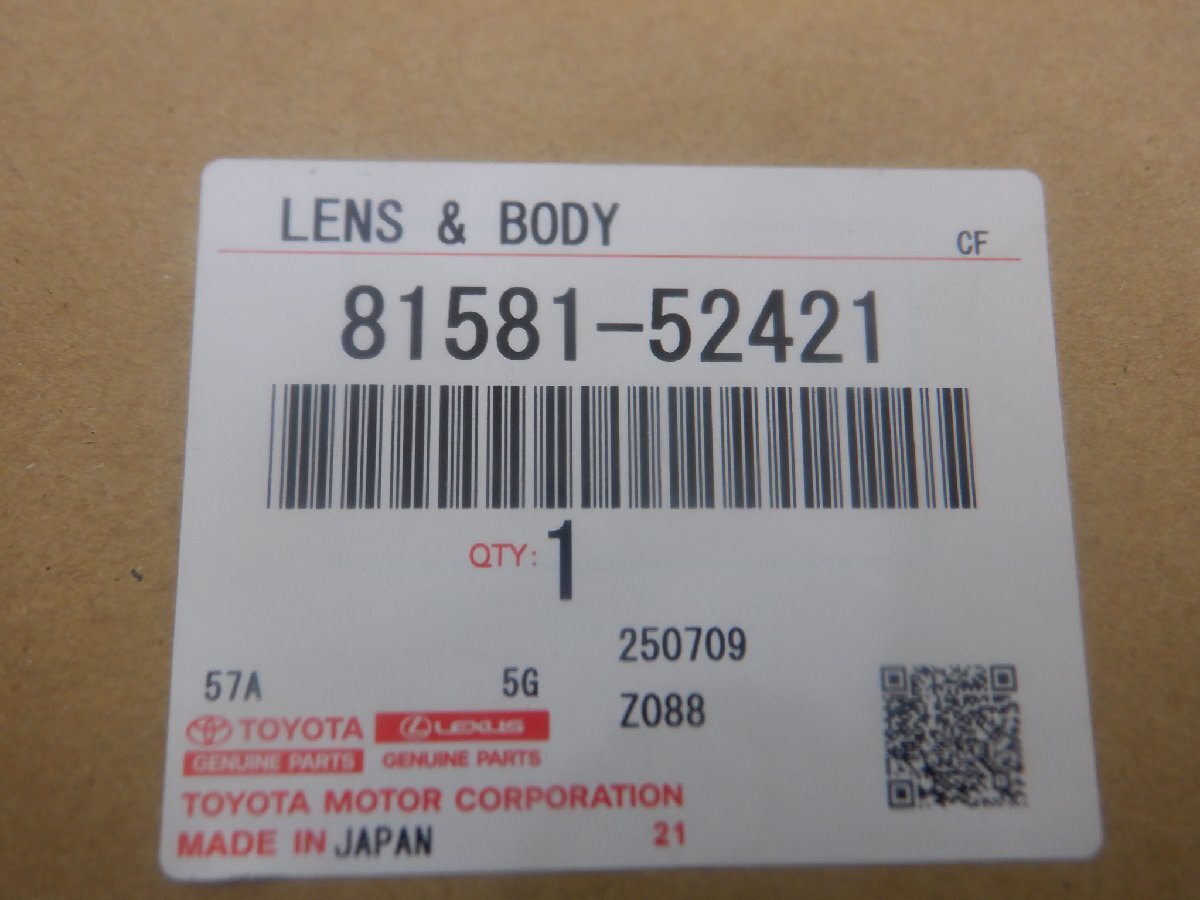 LENS & BODY
CF
81581-52421
QTY: 1
250709
57A 5G
Z088
TOYOTA LEXUS
GENUINE PARTS GENUINE PARTS
TOYOTA MOTOR CORPORATION
MADE IN JAPAN 21